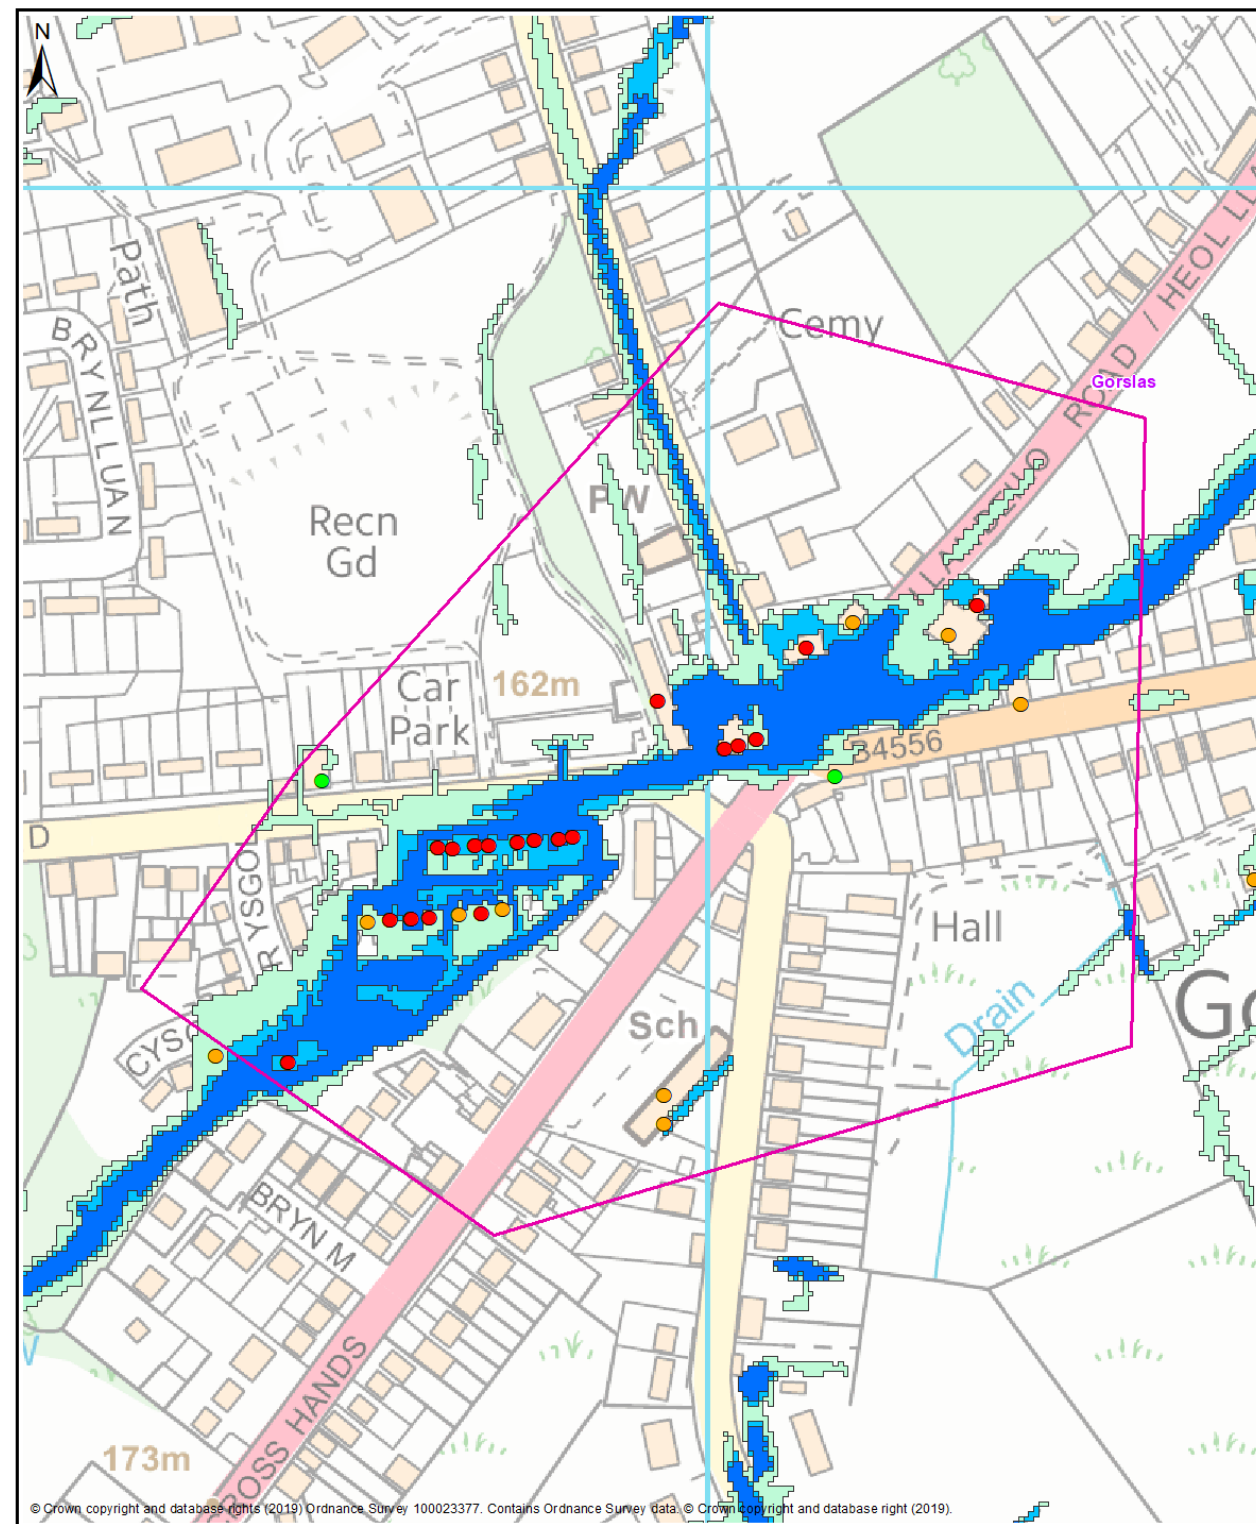 N
Path
BRYNLLUAN
Cemy
Gorslas
ROAD / HEOL
Recn
Gd
PW
Car
Park
162m
B4556
D
Hall
Drain
Sch
BRYN M
CROSS HANDS
173m
© Crown copyright and database rights (2019) Ordnance Survey 100023377. Contains Ordnance Survey data. © Crown copyright and database right (2019).